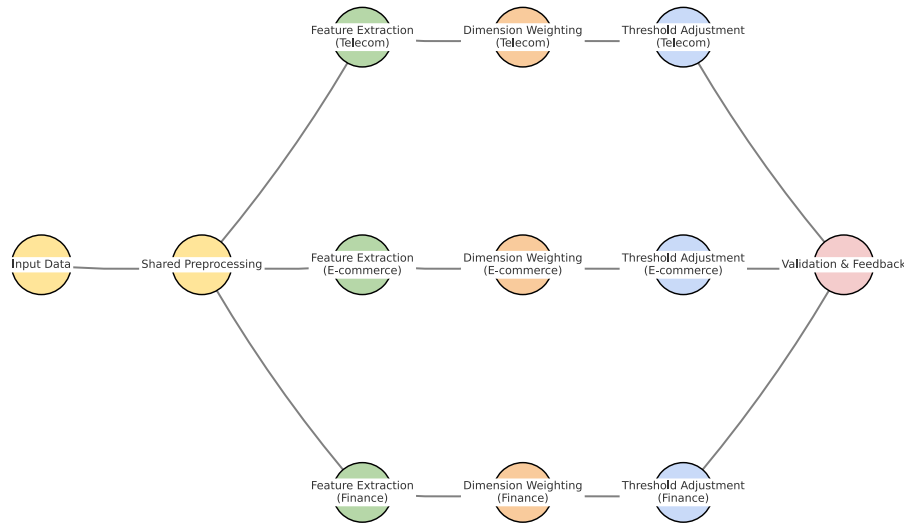 Feature Extraction
(Telecom)
Dimension Weighting
(Telecom)
Threshold Adjustment
(Telecom)
Input Data
Shared Preprocessing
Feature Extraction
(E-commerce)
Dimension Weighting
(E-commerce)
Threshold Adjustment
(E-commerce)
Validation & Feedback
Feature Extraction
(Finance)
Dimension Weighting
(Finance)
Threshold Adjustment
(Finance)